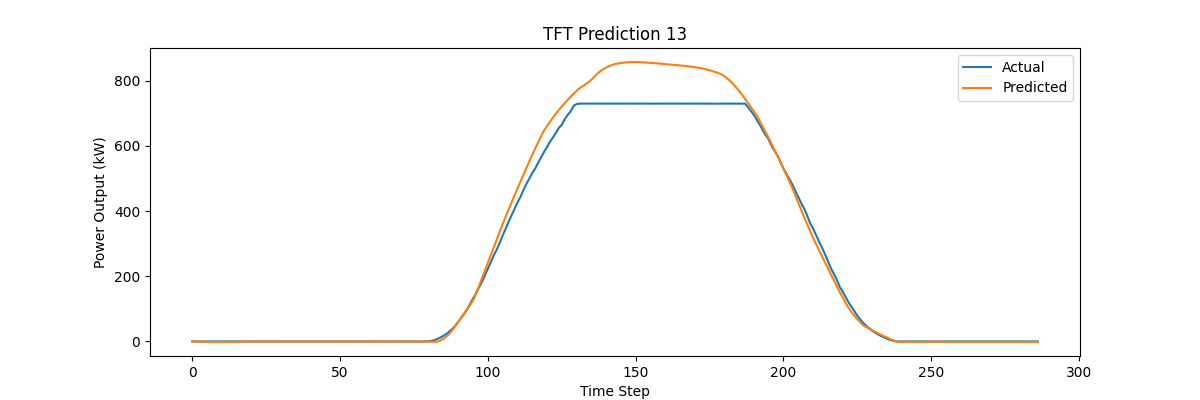 TFT Prediction 13
Actual
Predicted
Power Output (kW)
800
600
400
200
0
0 50 100 150 200 250 300
Time Step